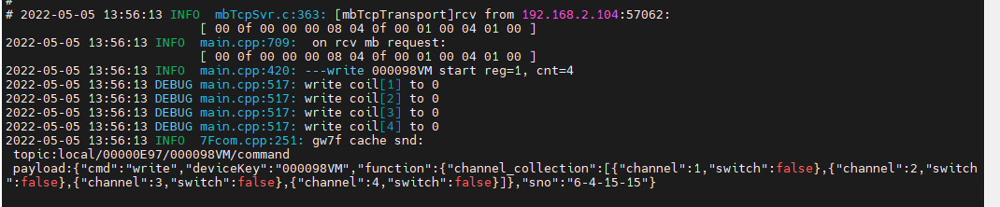 # 2022-05-05 13:56:13 INFO  mbTcpSvr.c:363: [mbTcpTransport]rcv from 192.168.2.104:57062:
[ 00 0f 00 00 00 08 04 0f 00 01 00 04 01 00 ]
2022-05-05 13:56:13 INFO  main.cpp:709:  on rcv mb request:
[ 00 0f 00 00 00 08 04 0f 00 01 00 04 01 00 ]
2022-05-05 13:56:13 INFO  main.cpp:420: ---write 000098VM start reg=1, cnt=4
2022-05-05 13:56:13 DEBUG main.cpp:517: write coil[1] to 0
2022-05-05 13:56:13 DEBUG main.cpp:517: write coil[2] to 0
2022-05-05 13:56:13 DEBUG main.cpp:517: write coil[3] to 0
2022-05-05 13:56:13 DEBUG main.cpp:517: write coil[4] to 0
2022-05-05 13:56:13 INFO  7Fcom.cpp:251: gw7f cache snd:
topic:local/00000E97/000098VM/command
payload:{"cmd":"write","deviceKey":"000098VM","function":{"channel_collection":[{"channel":1,"switch":false},{"channel":2,"switch
":false},{"channel":3,"switch":false},{"channel":4,"switch":false}]},"sno":"6-4-15-15"}